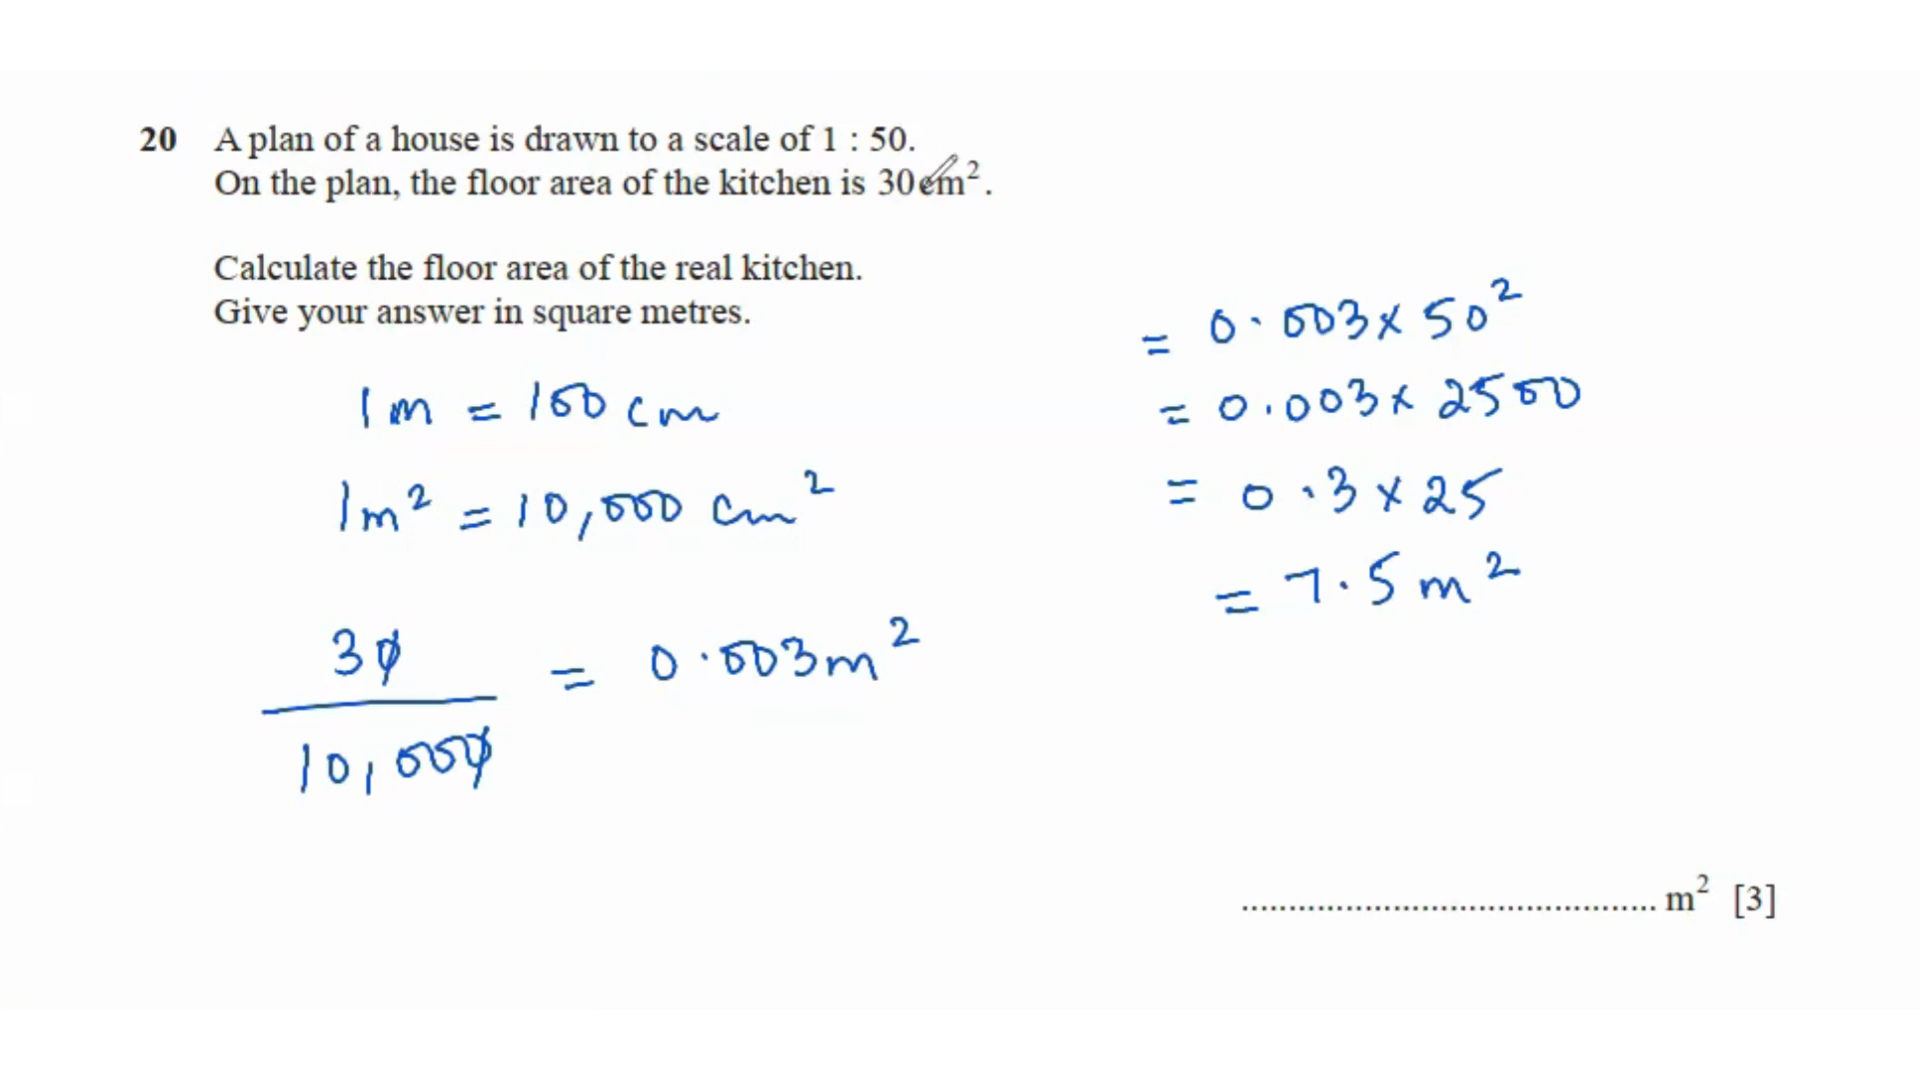 20 A plan of a house is drawn to a scale of 1 : 50.
On the plan, the floor area of the kitchen is 30 cm².
Calculate the floor area of the real kitchen.
Give your answer in square metres.
1m = 100 cm
1m² = 10,000 cm²
30
10,000
= 0.003m²
= 0.003 × 50²
= 0.003 × 2500
= 0.3 × 25
= 7.5 m²
.......................................... m² [3]